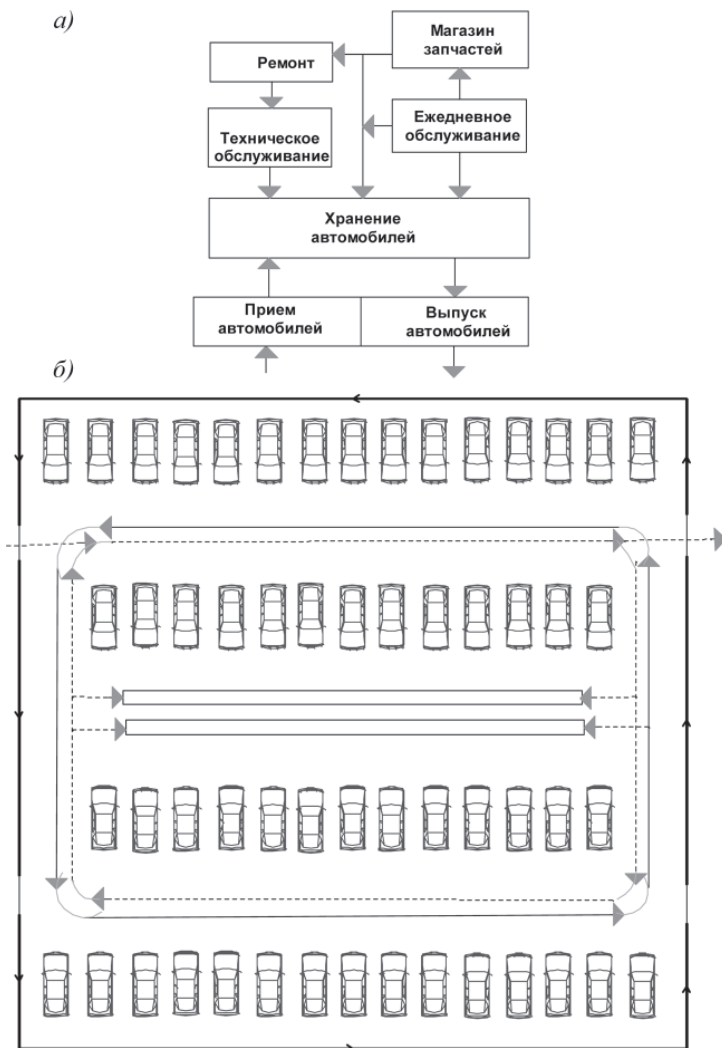 а)
Магазин
запчастей
Ремонт
Ежедневное
обслуживание
Техническое
обслуживание
Хранение
автомобилей
Прием
автомобилей
Выпуск
автомобилей
б)